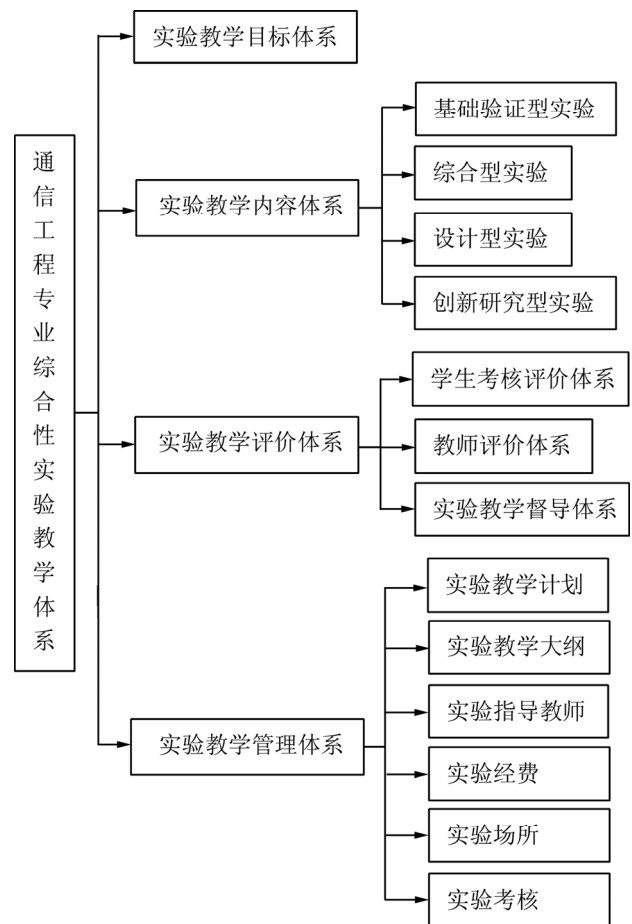 通信工程专业综合性实验教学体系
实验教学目标体系
实验教学内容体系
基础验证型实验
综合型实验
设计型实验
创新研究型实验
实验教学评价体系
学生考核评价体系
教师评价体系
实验教学督导体系
实验教学管理体系
实验教学计划
实验教学大纲
实验指导教师
实验经费
实验场所
实验考核